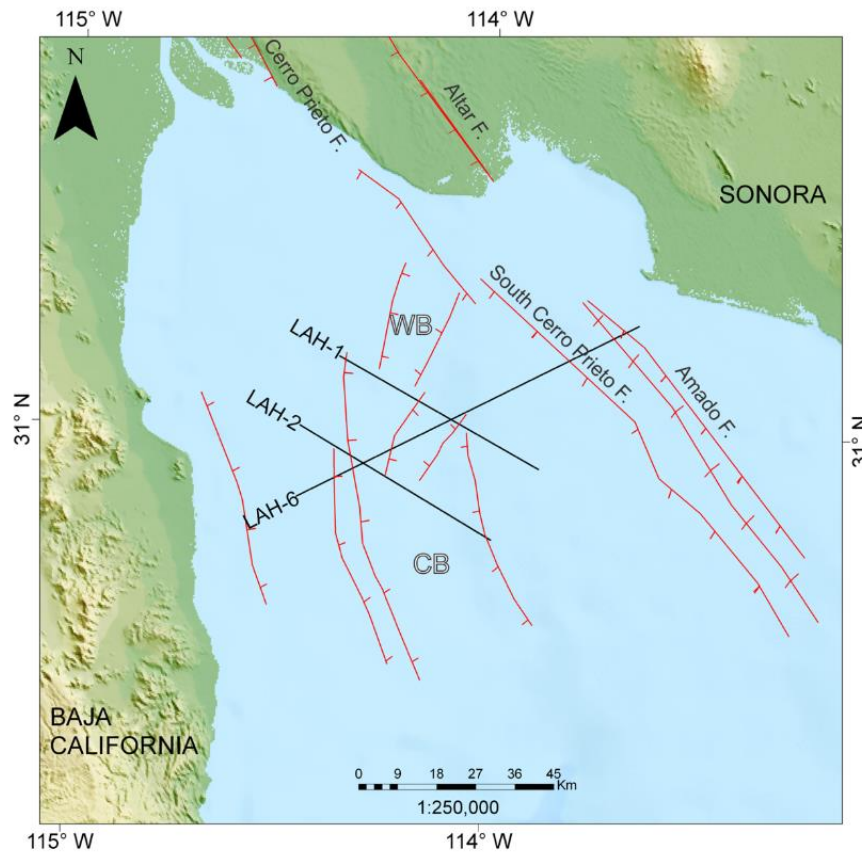 115° W
114° W
N
Cerro Prieto F.
Altar F.
SONORA
South Cerro Prieto F.
WB
LAH-1
Amado F.
LAH-2
31° N
31° N
LAH-6
CB
BAJA
CALIFORNIA
0 9 18 27 36 45
Km
1:250,000
115° W
114° W